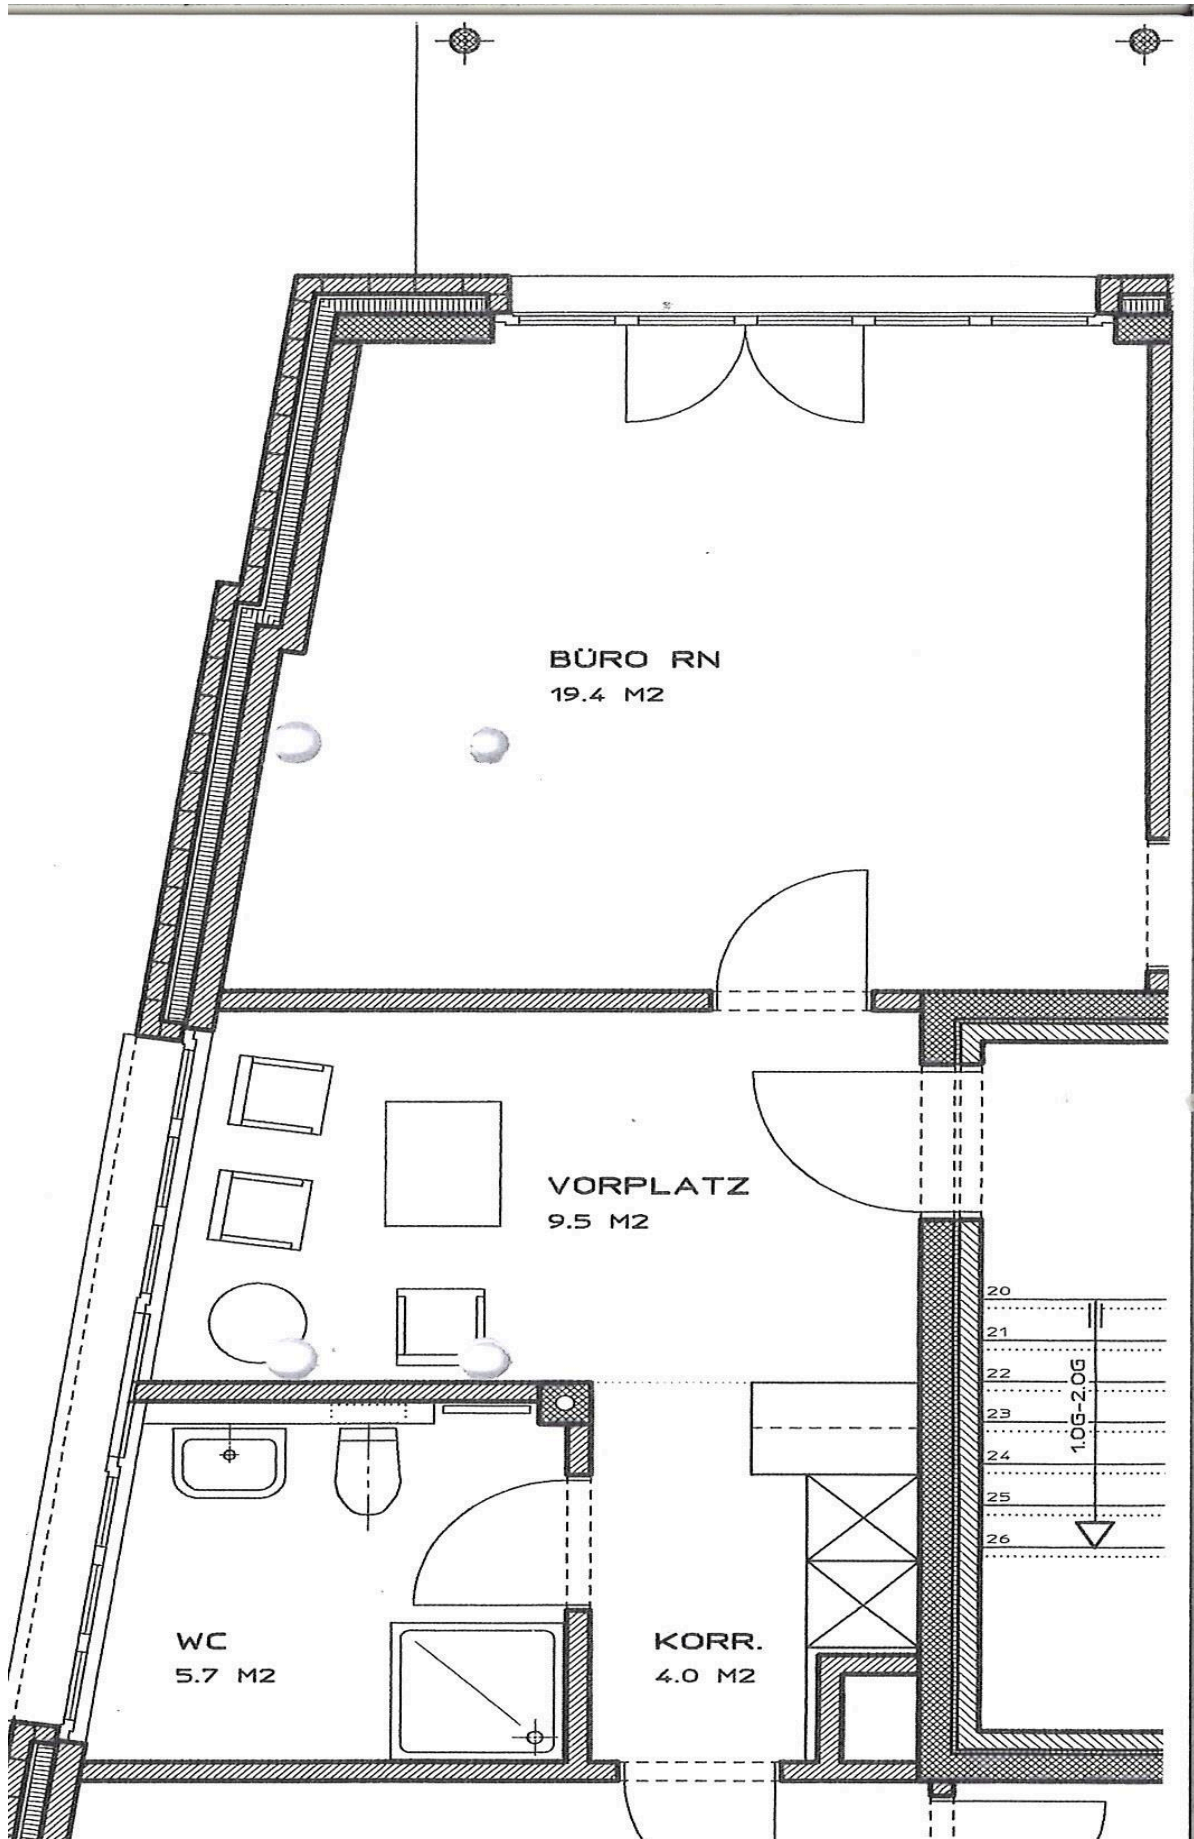 BÜRO RN
19.4 M2
VORPLATZ
9.5 M2
20
21
22
23
24
25
26
1.OG-2.OG
WC
5.7 M2
KORR.
4.0 M2